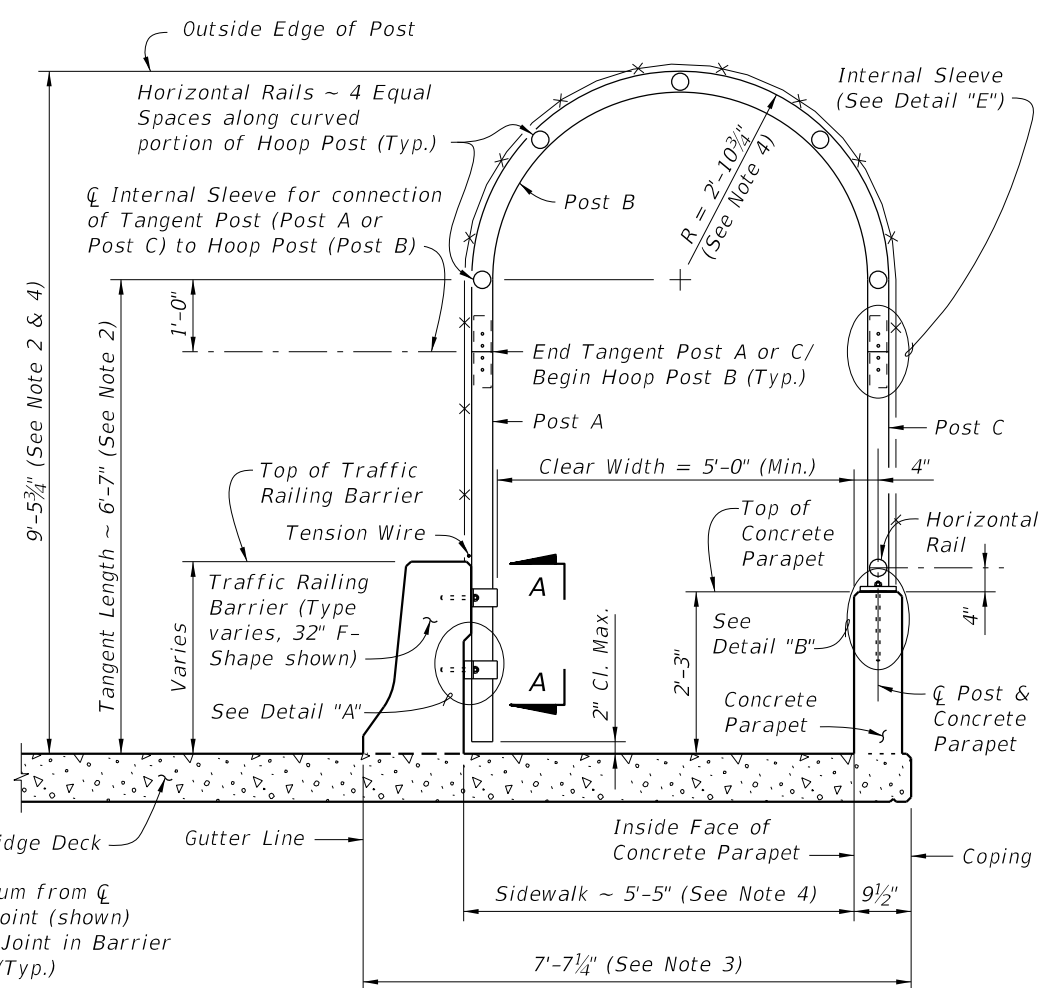 Outside Edge of Post
Horizontal Rails ~ 4 Equal
Spaces along curved
portion of Hoop Post (Typ.)
Internal Sleeve
(See Detail "E")
℄ Internal Sleeve for connection
of Tangent Post (Post A or
Post C) to Hoop Post (Post B)
Post B
R = 2'-10¾"
(See Note 4)
9'-5¾" (See Note 2 & 4)
Tangent Length ~ 6'-7" (See Note 2)
1'-0"
End Tangent Post A or C/
Begin Hoop Post B (Typ.)
Post A
Post C
Clear Width = 5'-0" (Min.)
4"
Top of Traffic
Railing Barrier
Tension Wire
Top of
Concrete
Parapet
Horizontal
Rail
Varies
Traffic Railing
Barrier (Type
varies, 32" F-
Shape shown)
A
A
See
Detail "B"
4"
See Detail "A"
2" Cl. Max.
2'-3"
Concrete
Parapet
℄ Post &
Concrete
Parapet
idge Deck
Gutter Line
Inside Face of
Concrete Parapet
Coping
um from ℄
oint (shown)
Joint in Barrier
(Typ.)
Sidewalk ~ 5'-5" (See Note 4)
9½"
7'-7¼" (See Note 3)